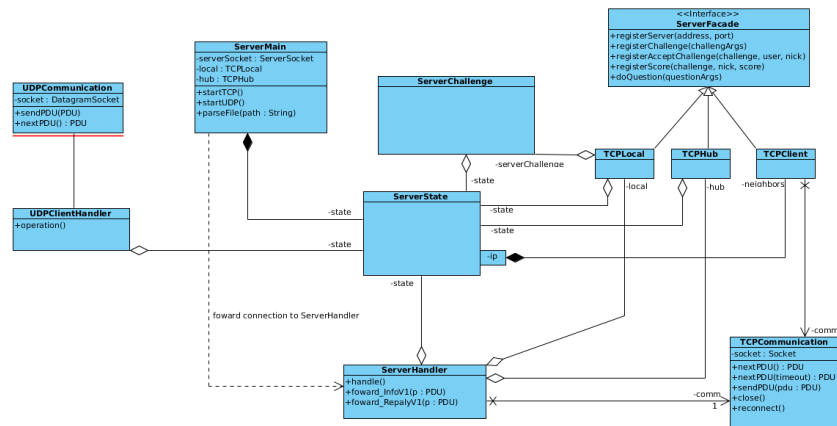 <<Interface>>
ServerFacade
+registerServer(address, port)
+registerChallenge(challengArgs)
+registerAcceptChallenge(challenge, user, nick)
+registerScore(challenge, nick, score)
+doQuestion(questionArgs)
ServerMain
-serverSocket : ServerSocket
-local : TCPLocal
-hub : TCPHub
+startTCP()
+startUDP()
+parseFile(path : String)
ServerChallenge
UDPCommunication
-socket : DatagramSocket
+sendPDU(PDU)
+nextPDU() : PDU
TCPLocal
TCPHub
TCPClient
-serverChallenge
-state
-local
-hub
-neighbors
ServerState
UDPClientHandler
+operation()
-state
-state
-state
-state
-ip
-state
foward connection to ServerHandler
-comm
TCPCommunication
-socket : Socket
+nextPDU() : PDU
+nextPDU(timeout) : PDU
+sendPDU(pdu : PDU)
+close()
+reconnect()
ServerHandler
+handle()
+foward_InfoV1(p : PDU)
+foward_RepalyV1(p : PDU)
-comm
1